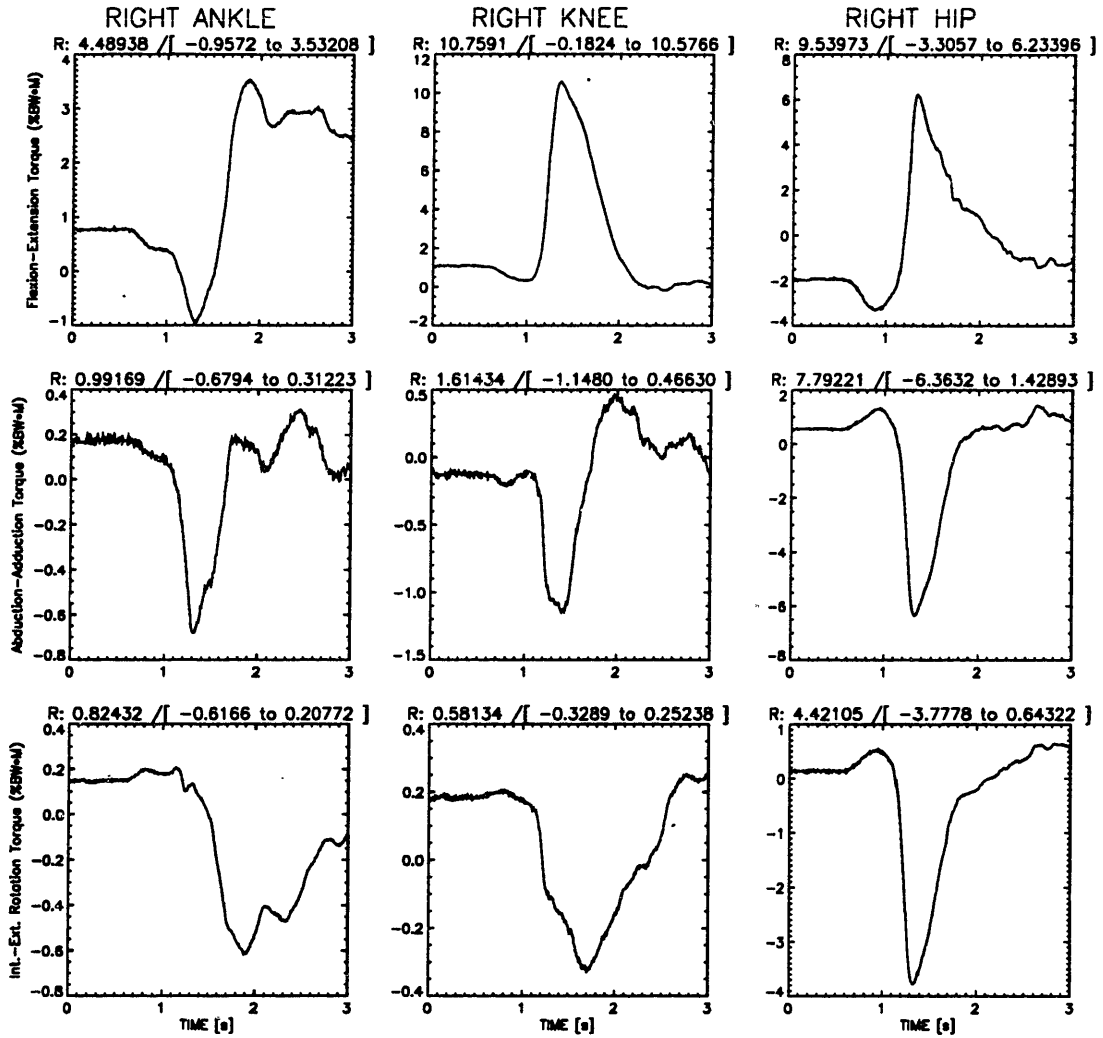 RIGHT ANKLE RIGHT KNEE RIGHT HIP
R: 4.48938 /[ -0.9572 to 3.53208 ] R: 10.7591 /[ -0.1824 to 10.5766 ] R: 9.53973 /[ -3.3057 to 6.23396 ]
Flexion-Extension Torque (%BW*M)
4 3 2 1 0 -1
0 1 2 3
12 10 8 6 4 2 0 -2
0 1 2 3
8 6 4 2 0 -2 -4
0 1 2 3
R: 0.99169 /[ -0.6794 to 0.31223 ] R: 1.61434 /[ -1.1480 to 0.46630 ] R: 7.79221 /[ -6.3632 to 1.42893 ]
Abduction-Adduction Torque (%BW*M)
0.4 0.2 0.0 -0.2 -0.4 -0.6 -0.8
0 1 2 3
0.5 0.0 -0.5 -1.0 -1.5
0 1 2 3
2 0 -2 -4 -6 -8
0 1 2 3
R: 0.82432 /[ -0.6166 to 0.20772 ] R: 0.58134 /[ -0.3289 to 0.25238 ] R: 4.42105 /[ -3.7778 to 0.64322 ]
Int.-Ext. Rotation Torque (%BW*M)
0.4 0.2 0.0 -0.2 -0.4 -0.6 -0.8
0 1 2 3
0.4 0.2 0.0 -0.2 -0.4
0 1 2 3
1 0 -1 -2 -3 -4
0 1 2 3
TIME [s] TIME [s] TIME [s]